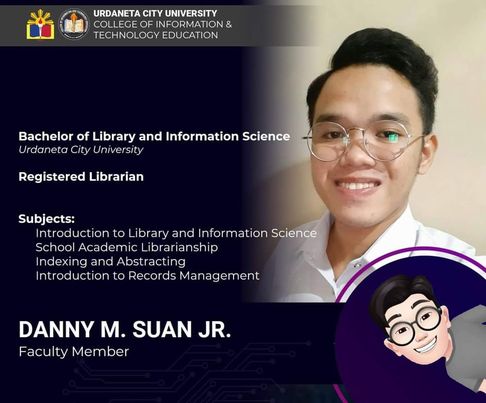 URDANETA CITY UNIVERSITY
COLLEGE OF INFORMATION &
TECHNOLOGY EDUCATION
Bachelor of Library and Information Science
Urdaneta City University
Registered Librarian
Subjects:
Introduction to Library and Information Science
School Academic Librarianship
Indexing and Abstracting
Introduction to Records Management
DANNY M. SUAN JR.
Faculty Member